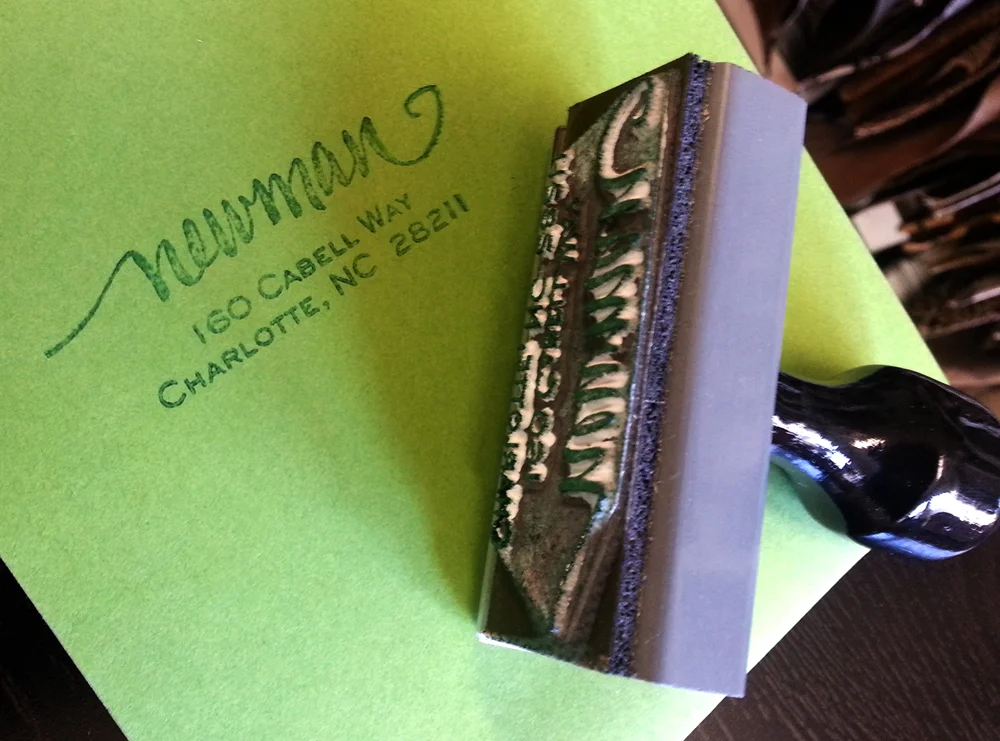 newman
160 Cabell Way
Charlotte, NC 28211